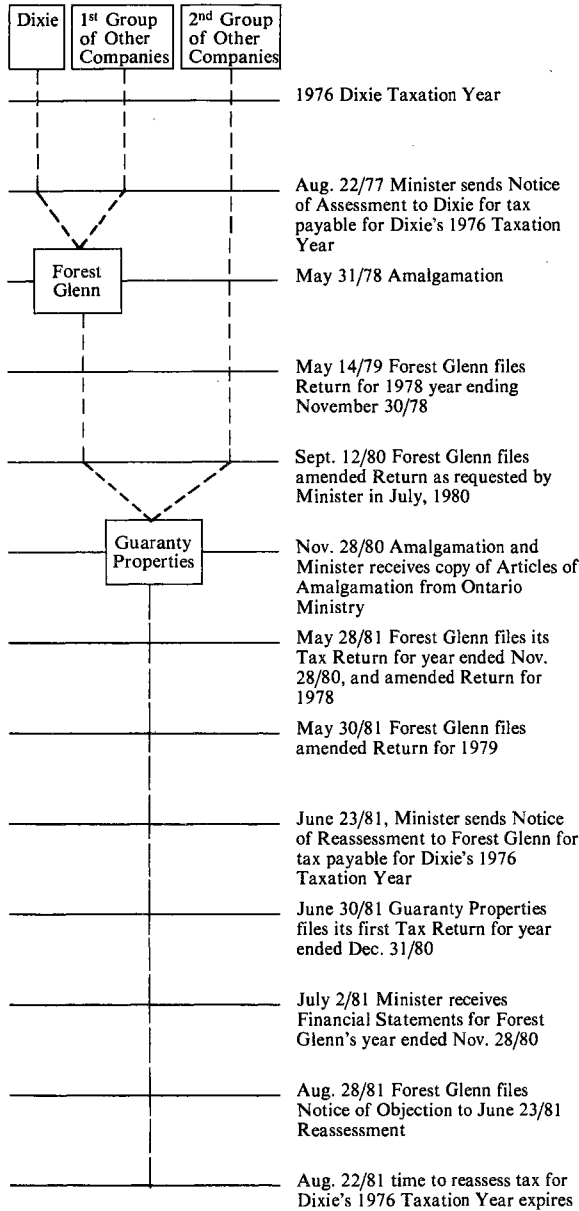 Dixie
1st Group
of Other
Companies
2nd Group
of Other
Companies
1976 Dixie Taxation Year
Aug. 22/77 Minister sends Notice
of Assessment to Dixie for tax
payable for Dixie's 1976 Taxation
Year
Forest
Glenn
May 31/78 Amalgamation
May 14/79 Forest Glenn files
Return for 1978 year ending
November 30/78
Sept. 12/80 Forest Glenn files
amended Return as requested by
Minister in July, 1980
Guaranty
Properties
Nov. 28/80 Amalgamation and
Minister receives copy of Articles of
Amalgamation from Ontario
Ministry
May 28/81 Forest Glenn files its
Tax Return for year ended Nov.
28/80, and amended Return for
1978
May 30/81 Forest Glenn files
amended Return for 1979
June 23/81, Minister sends Notice
of Reassessment to Forest Glenn for
tax payable for Dixie's 1976
Taxation Year
June 30/81 Guaranty Properties
files its first Tax Return for year
ended Dec. 31/80
July 2/81 Minister receives
Financial Statements for Forest
Glenn's year ended Nov. 28/80
Aug. 28/81 Forest Glenn files
Notice of Objection to June 23/81
Reassessment
Aug. 22/81 time to reassess tax for
Dixie's 1976 Taxation Year expires